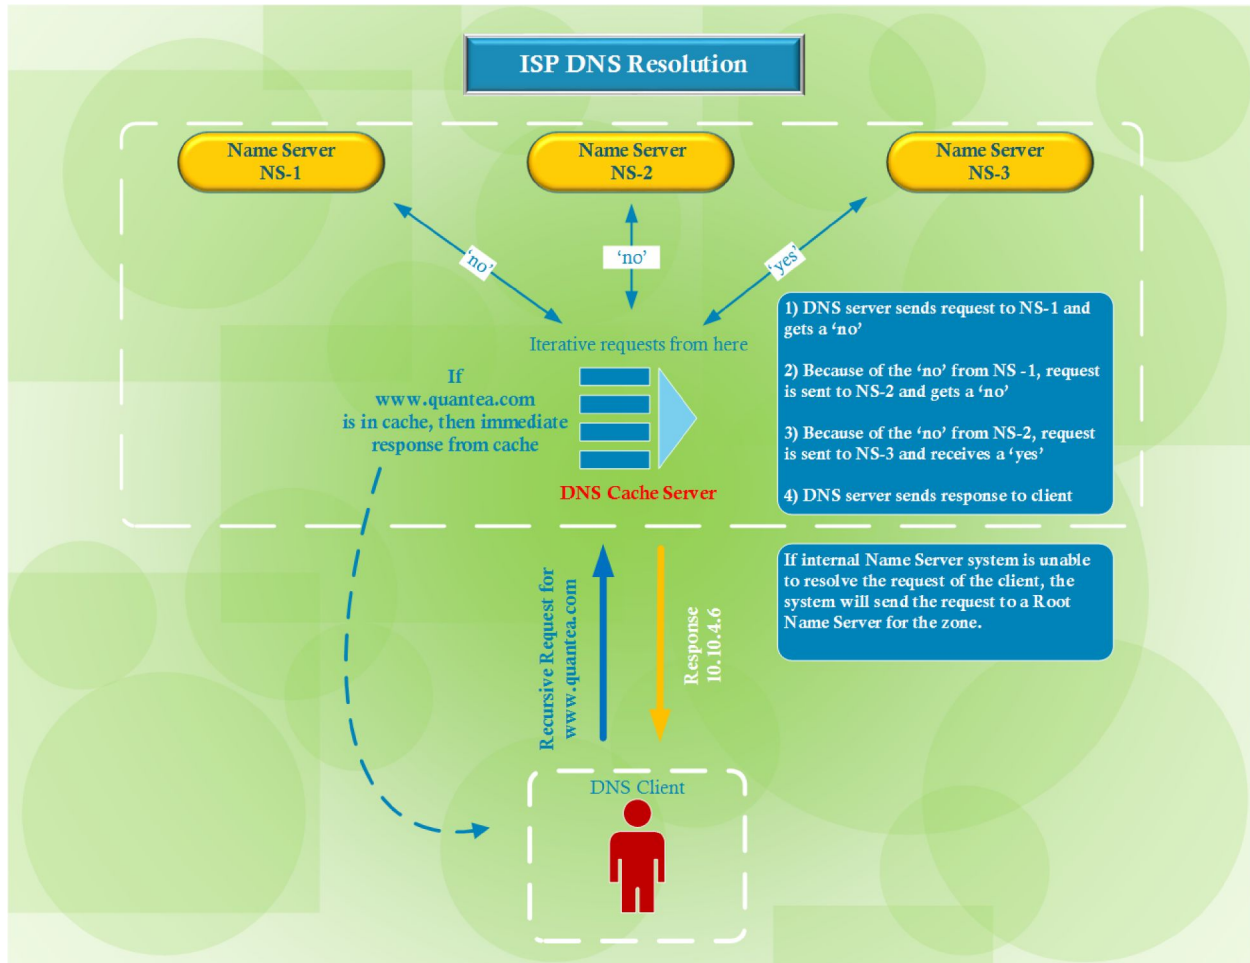 ISP DNS Resolution
Name Server
NS-1
Name Server
NS-2
Name Server
NS-3
‘no’
‘no’
‘yes’
Iterative requests from here
If
www.quantea.com
is in cache, then immediate
response from cache
DNS Cache Server
1) DNS server sends request to NS-1 and
gets a ‘no’
2) Because of the ‘no’ from NS -1, request
is sent to NS-2 and gets a ‘no’
3) Because of the ‘no’ from NS-2, request
is sent to NS-3 and receives a ‘yes’
4) DNS server sends response to client
If internal Name Server system is unable
to resolve the request of the client, the
system will send the request to a Root
Name Server for the zone.
Recursive Request for
www.quantea.com
Response
10.10.4.6
DNS Client